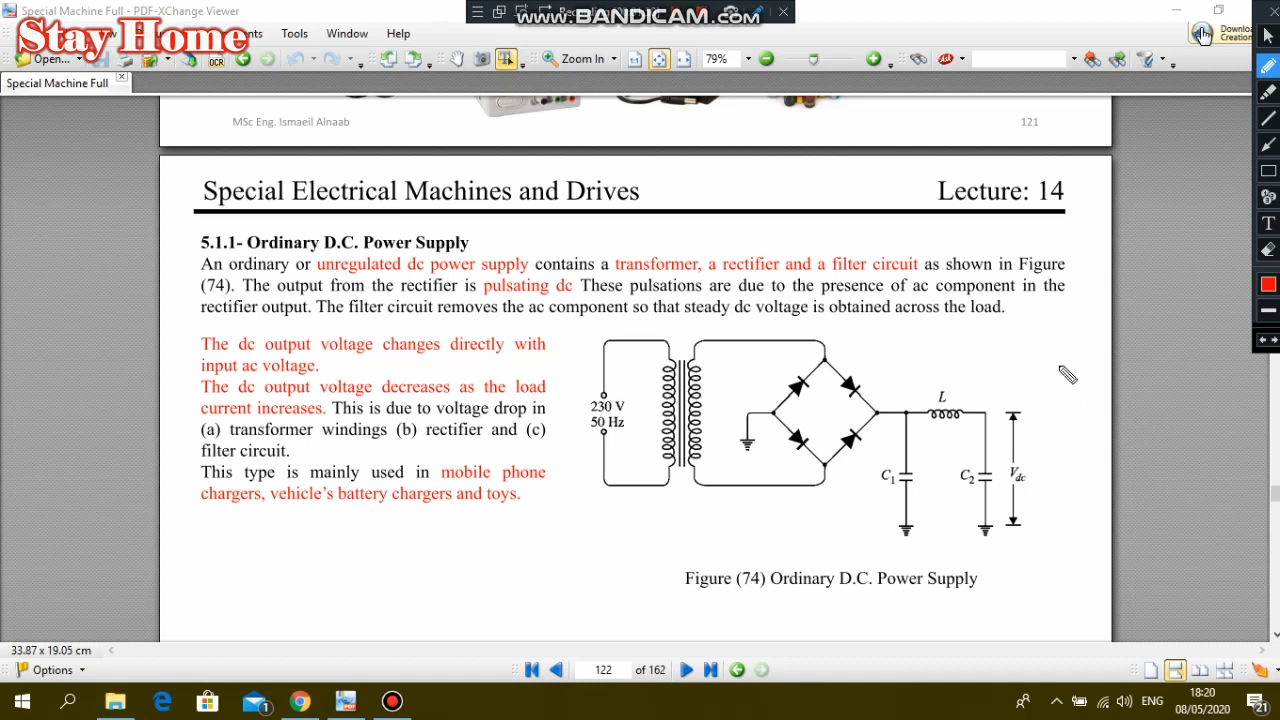 Special Machine Full - PDF-XChange Viewer
www.BANDICAM.com
Stay Home
Tools Window Help
Download
Creation
Open...
OCR
Zoom In
79%
Special Machine Full
MSc Eng. Ismaeil Alnaab 121
Special Electrical Machines and Drives Lecture: 14
5.1.1- Ordinary D.C. Power Supply
An ordinary or unregulated dc power supply contains a transformer, a rectifier and a filter circuit as shown in Figure
(74). The output from the rectifier is pulsating dc These pulsations are due to the presence of ac component in the
rectifier output. The filter circuit removes the ac component so that steady dc voltage is obtained across the load.
The dc output voltage changes directly with
input ac voltage.
The dc output voltage decreases as the load
current increases. This is due to voltage drop in
(a) transformer windings (b) rectifier and (c)
filter circuit.
This type is mainly used in mobile phone
chargers, vehicle's battery chargers and toys.
230 V
50 Hz
L
C1
C2
Vdc
Figure (74) Ordinary D.C. Power Supply
33.87 x 19.05 cm
Options
122 of 162
ENG
18:20
08/05/2020
1
21